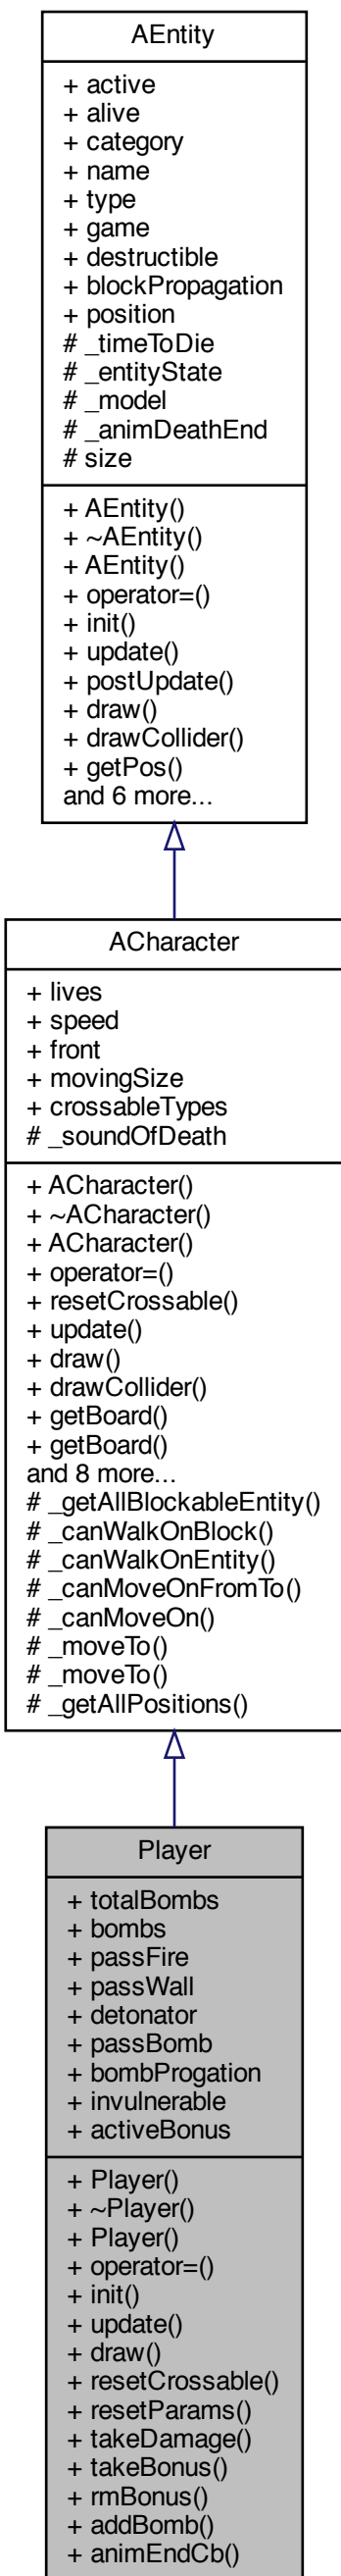 AEntity
+ active
+ alive
+ category
+ name
+ type
+ game
+ destructible
+ blockPropagation
+ position
# _timeToDie
# _entityState
# _model
# _animDeathEnd
# size
+ AEntity()
+ ~AEntity()
+ AEntity()
+ operator=()
+ init()
+ update()
+ postUpdate()
+ draw()
+ drawCollider()
+ getPos()
and 6 more...
ACharacter
+ lives
+ speed
+ front
+ movingSize
+ crossableTypes
# _soundOfDeath
+ ACharacter()
+ ~ACharacter()
+ ACharacter()
+ operator=()
+ resetCrossable()
+ update()
+ draw()
+ drawCollider()
+ getBoard()
+ getBoard()
and 8 more...
# _getAllBlockableEntity()
# _canWalkOnBlock()
# _canWalkOnEntity()
# _canMoveOnFromTo()
# _canMoveOn()
# _moveTo()
# _moveTo()
# _getAllPositions()
Player
+ totalBombs
+ bombs
+ passFire
+ passWall
+ detonator
+ passBomb
+ bombProgation
+ invulnerable
+ activeBonus
+ Player()
+ ~Player()
+ Player()
+ operator=()
+ init()
+ update()
+ draw()
+ resetCrossable()
+ resetParams()
+ takeDamage()
+ takeBonus()
+ rmBonus()
+ addBomb()
+ animEndCb()